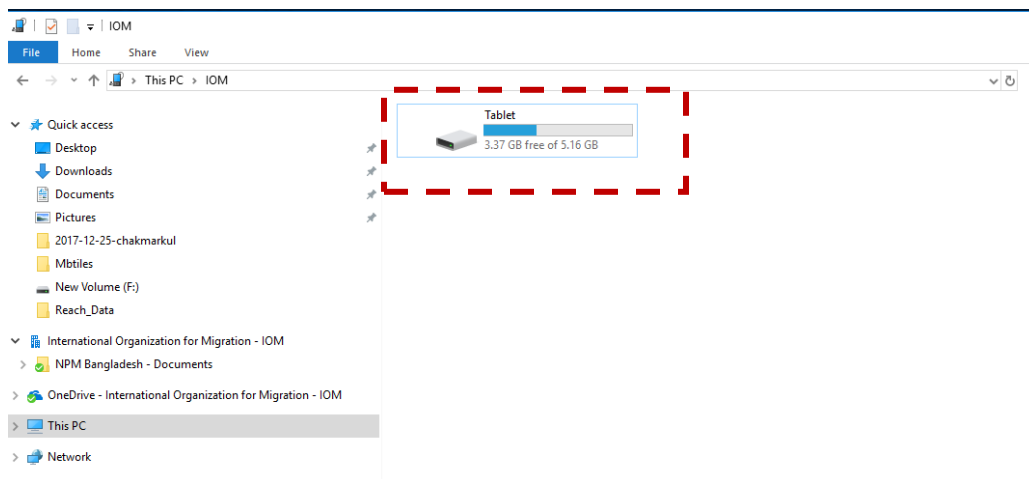 IOM
File Home Share View
This PC > IOM
Quick access
Desktop
Downloads
Documents
Pictures
2017-12-25-chakmarkul
Mbtiles
New Volume (F:)
Reach_Data
International Organization for Migration - IOM
NPM Bangladesh - Documents
OneDrive - International Organization for Migration - IOM
This PC
Network
Tablet
3.37 GB free of 5.16 GB